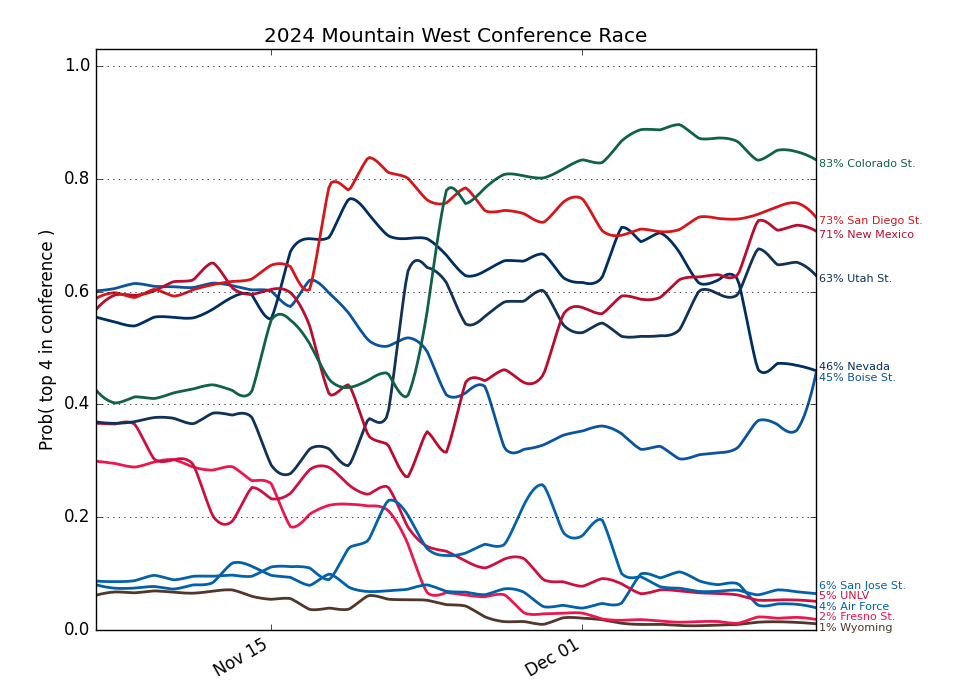 2024 Mountain West Conference Race
Prob( top 4 in conference )
1.0
0.8
0.6
0.4
0.2
0.0
Nov 15
Dec 01
83% Colorado St.
73% San Diego St.
71% New Mexico
63% Utah St.
46% Nevada
45% Boise St.
6% San Jose St.
5% UNLV
4% Air Force
2% Fresno St.
1% Wyoming